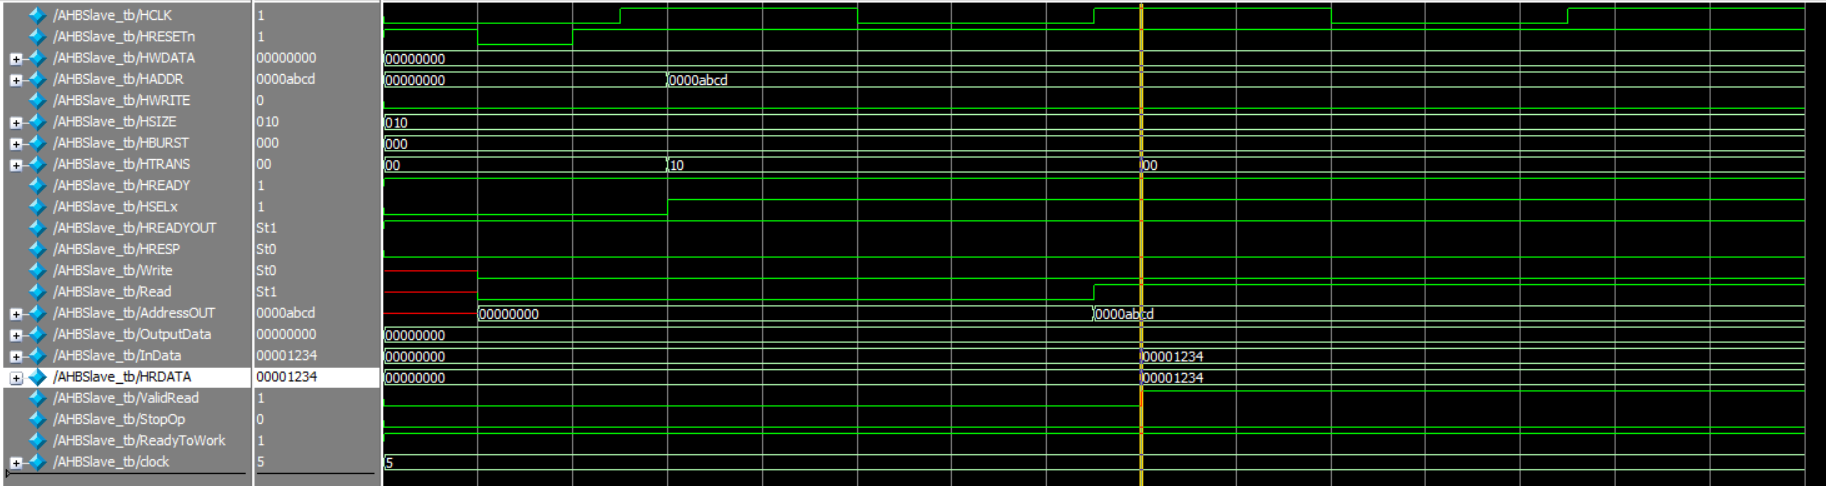 /AHBSlave_tb/HCLK 1
/AHBSlave_tb/HRESETn 1
/AHBSlave_tb/HWDATA 00000000 00000000
/AHBSlave_tb/HADDR 0000abcd 00000000 0000abcd
/AHBSlave_tb/HWRITE 0
/AHBSlave_tb/HSIZE 010 010
/AHBSlave_tb/HBURST 000 000
/AHBSlave_tb/HTRANS 00 00 10 00
/AHBSlave_tb/HREADY 1
/AHBSlave_tb/HSELx 1
/AHBSlave_tb/HREADYOUT St1
/AHBSlave_tb/HRESP St0
/AHBSlave_tb/Write St0
/AHBSlave_tb/Read St1
/AHBSlave_tb/AddressOUT 0000abcd 00000000 0000abcd
/AHBSlave_tb/OutputData 00000000 00000000
/AHBSlave_tb/InData 00001234 00000000 00001234
/AHBSlave_tb/HRDATA 00001234 00000000 00001234
/AHBSlave_tb/ValidRead 1
/AHBSlave_tb/StopOp 0
/AHBSlave_tb/ReadyToWork 1
/AHBSlave_tb/clock 5 5